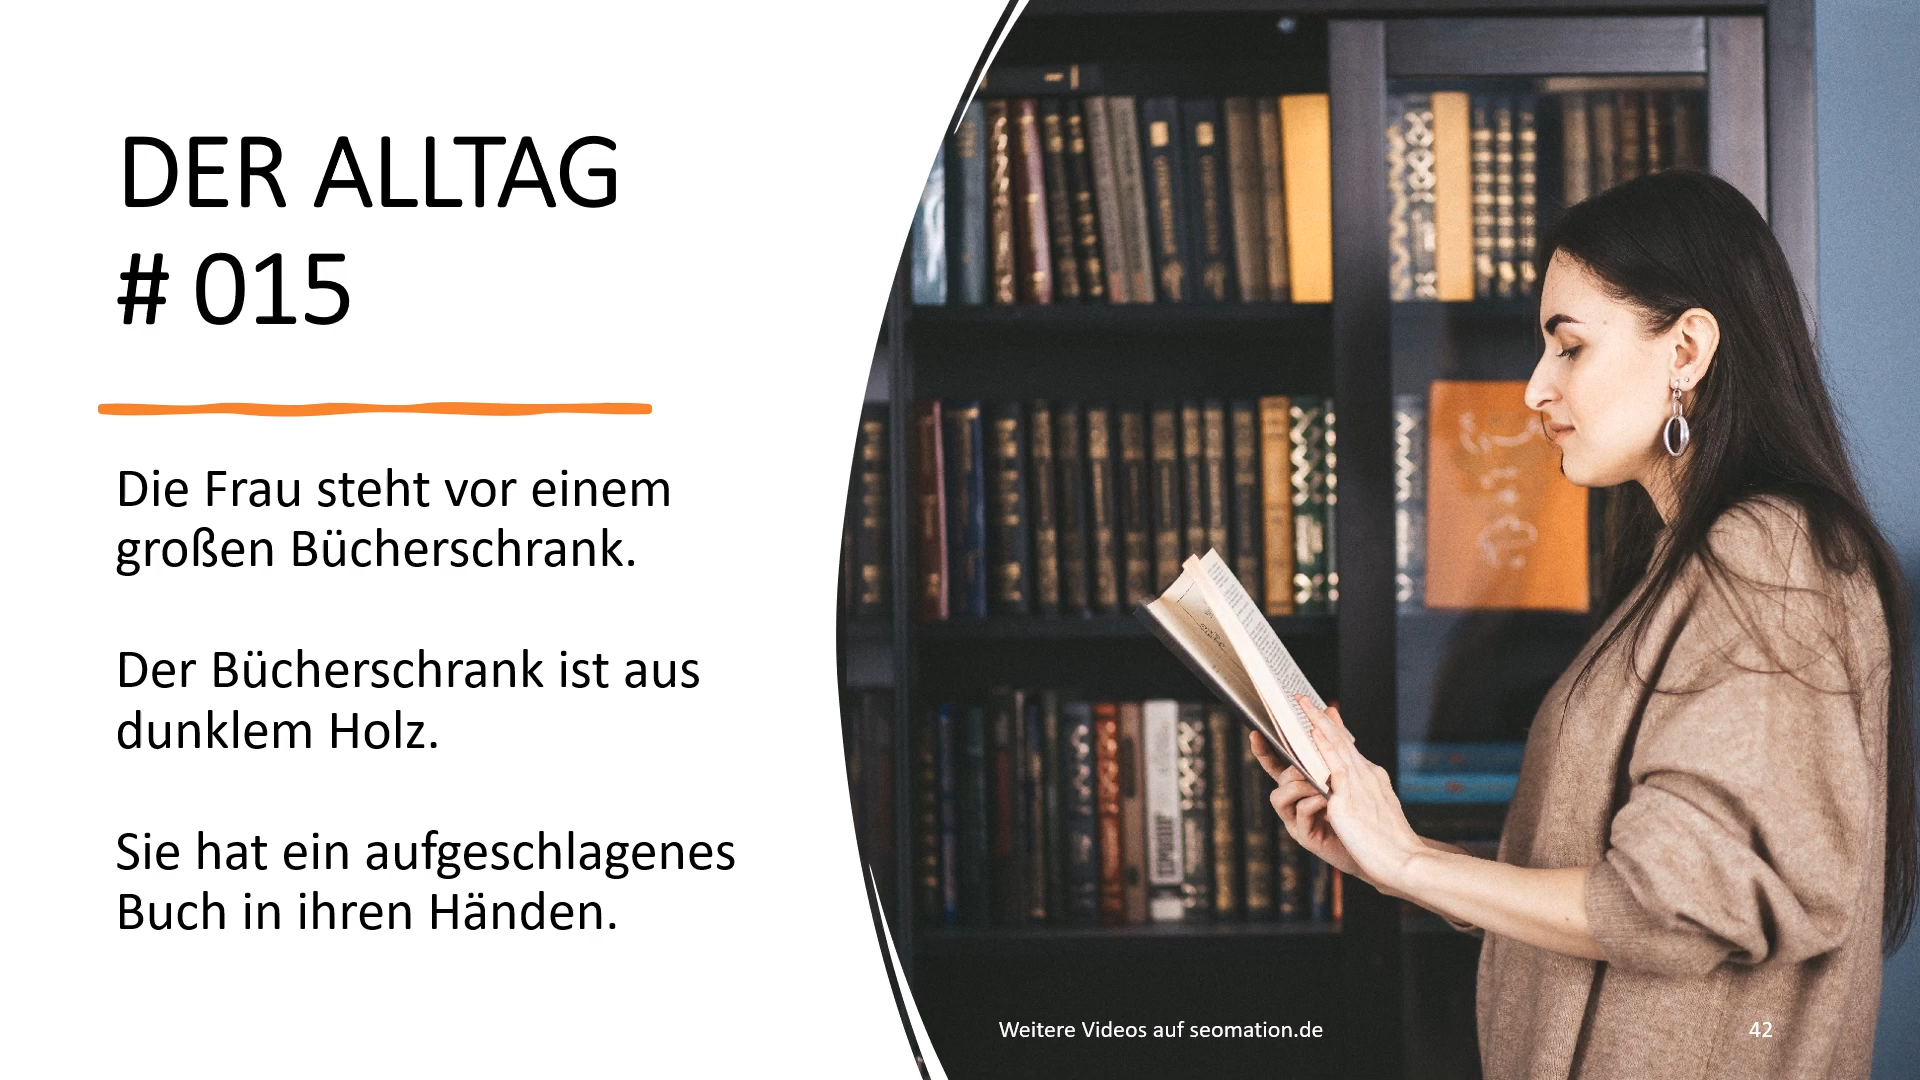 DER ALLTAG
# 015
Die Frau steht vor einem
großen Bücherschrank.
Der Bücherschrank ist aus
dunklem Holz.
Sie hat ein aufgeschlagenes
Buch in ihren Händen.
Weitere Videos auf seomation.de
42